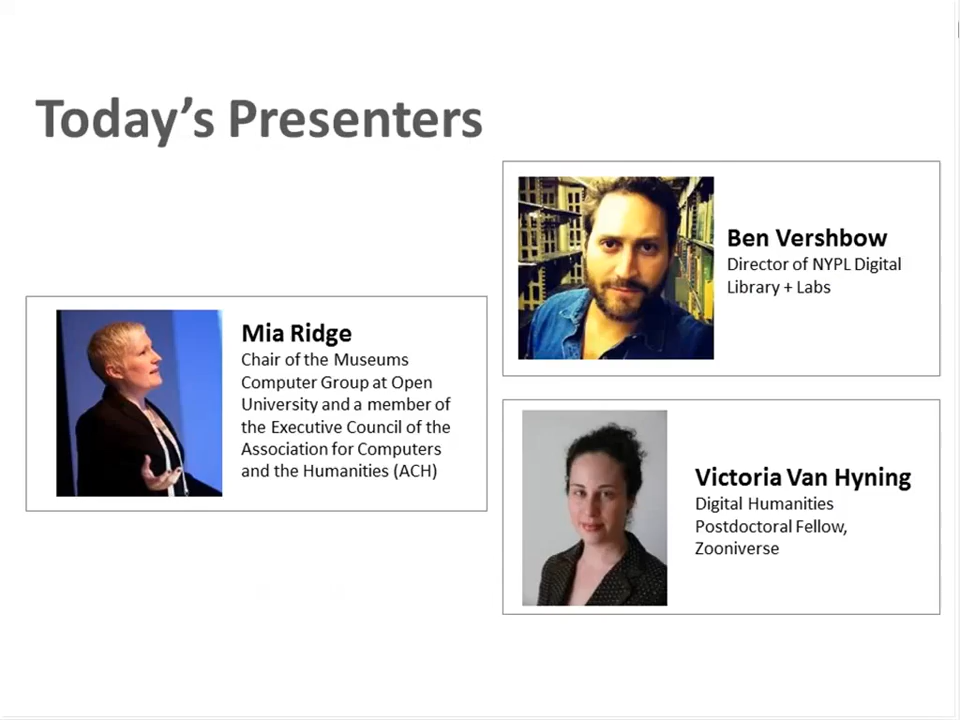 Today's Presenters
Ben Vershbow
Director of NYPL Digital
Library + Labs
Mia Ridge
Chair of the Museums
Computer Group at Open
University and a member of
the Executive Council of the
Association for Computers
and the Humanities (ACH)
Victoria Van Hyning
Digital Humanities
Postdoctoral Fellow,
Zooniverse